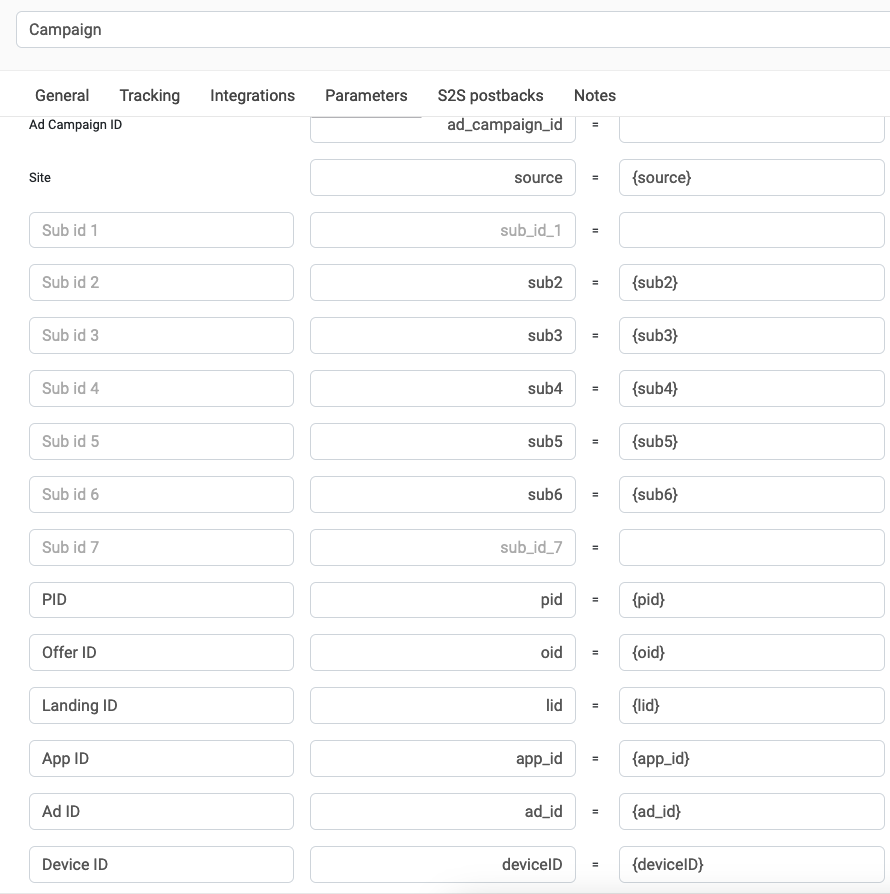 Campaign
General Tracking Integrations Parameters S2S postbacks Notes
Ad Campaign ID ad_campaign_id =
Site source = {source}
Sub id 1 sub_id_1 =
Sub id 2 sub2 = {sub2}
Sub id 3 sub3 = {sub3}
Sub id 4 sub4 = {sub4}
Sub id 5 sub5 = {sub5}
Sub id 6 sub6 = {sub6}
Sub id 7 sub_id_7 =
PID pid = {pid}
Offer ID oid = {oid}
Landing ID lid = {lid}
App ID app_id = {app_id}
Ad ID ad_id = {ad_id}
Device ID deviceID = {deviceID}